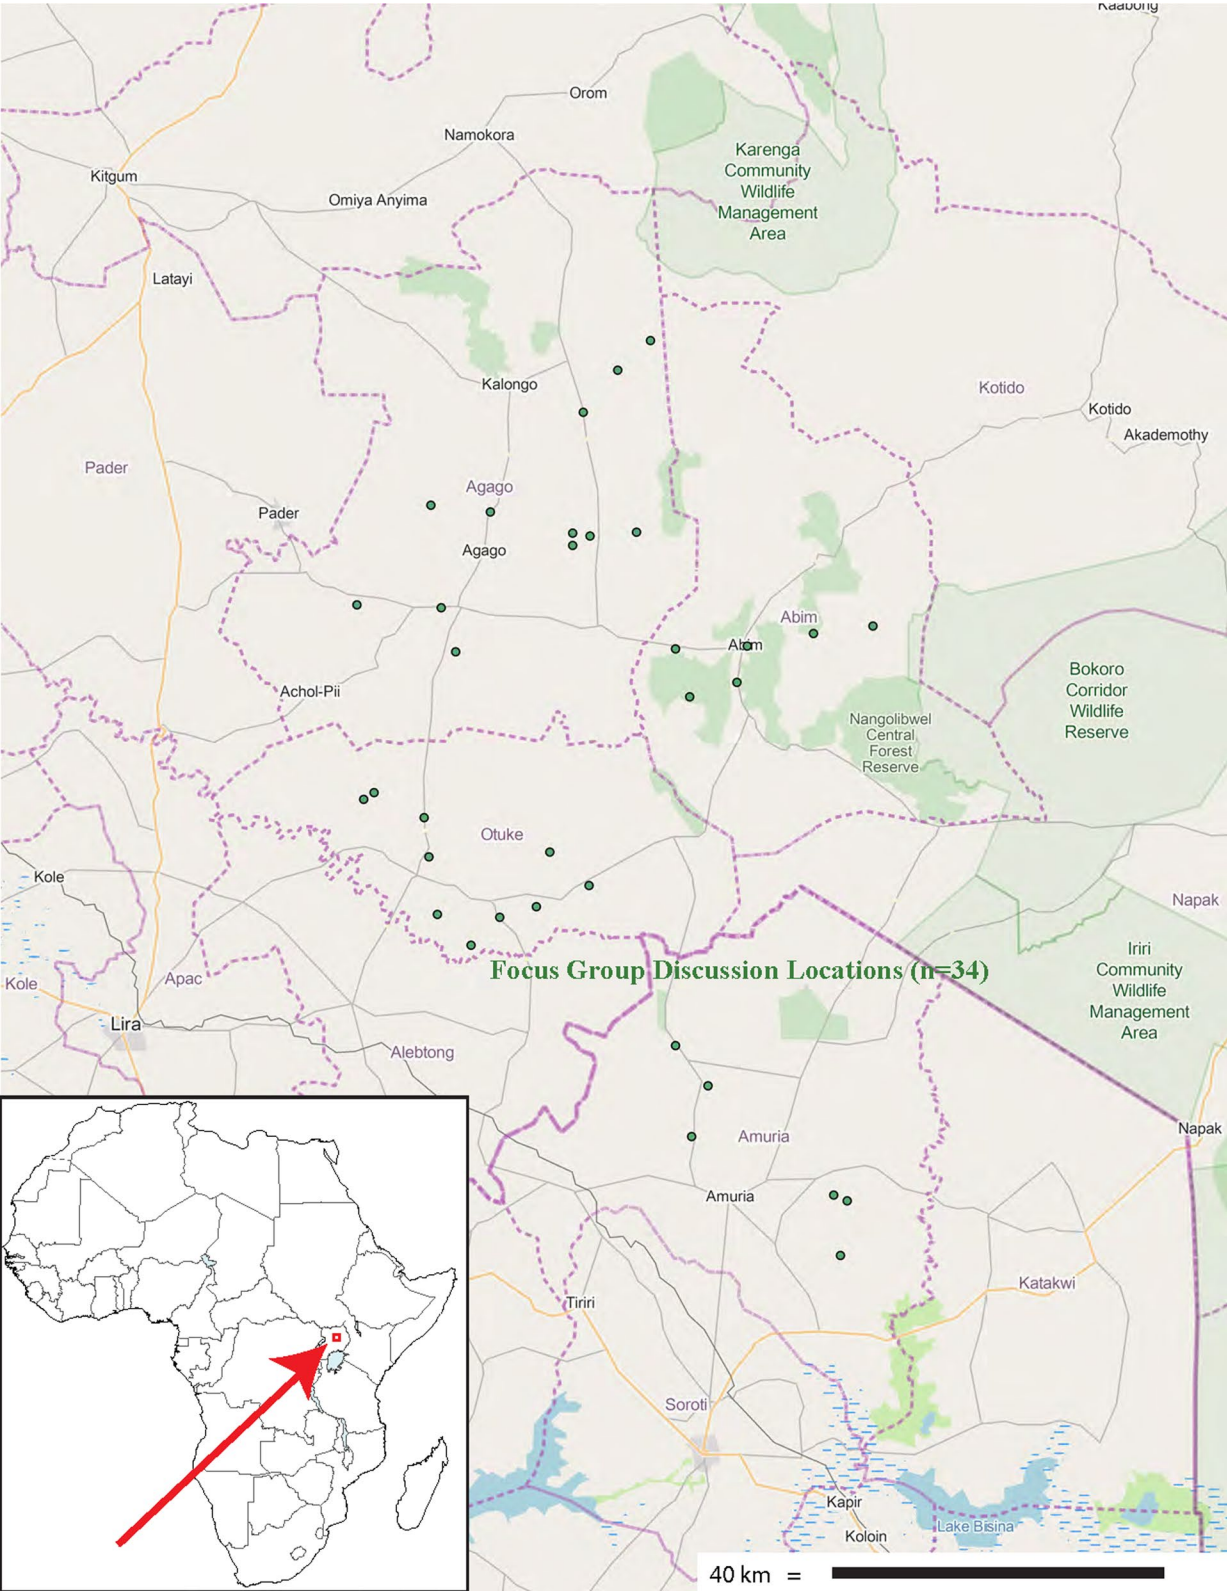 Kaabong
Orom
Namokora
Karenga
Community
Wildlife
Management
Area
Kitgum
Omiya Anyima
Latayi
Kalongo
Kotido
Kotido
Akademothy
Pader
Agago
Pader
Agago
Abim
Abim
Achol-Pii
Bokoro
Corridor
Wildlife
Reserve
Nangolibwel
Central
Forest
Reserve
Otuke
Kole
Napak
Iriri
Community
Wildlife
Management
Area
Focus Group Discussion Locations (n=34)
Kole
Apac
Lira
Alebtong
Napak
Amuria
Amuria
Katakwi
Tiriri
Soroti
Kapir
Lake Bisina
Koloin
40 km =